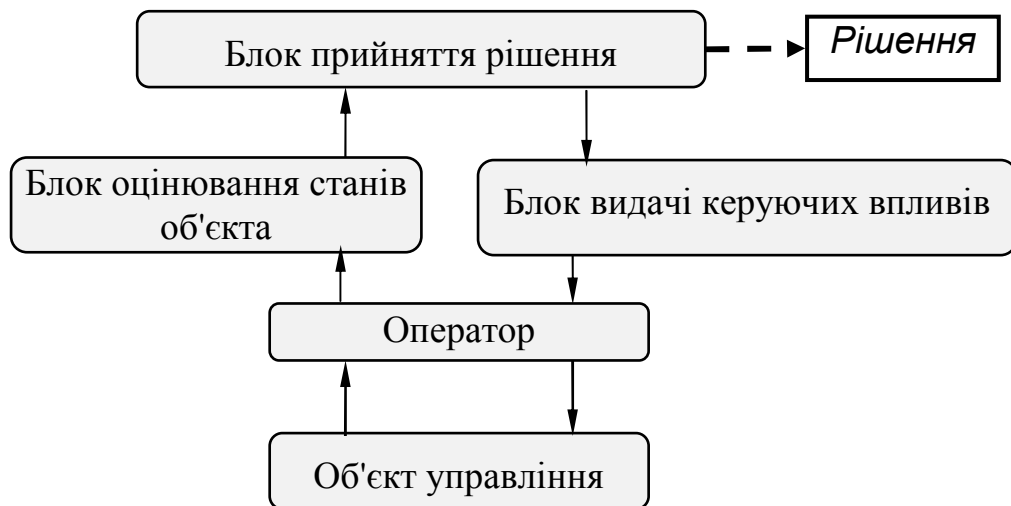 Блок прийняття рішення
Рішення
Блок оцінювання станів
об'єкта
Блок видачі керуючих впливів
Оператор
Об'єкт управління